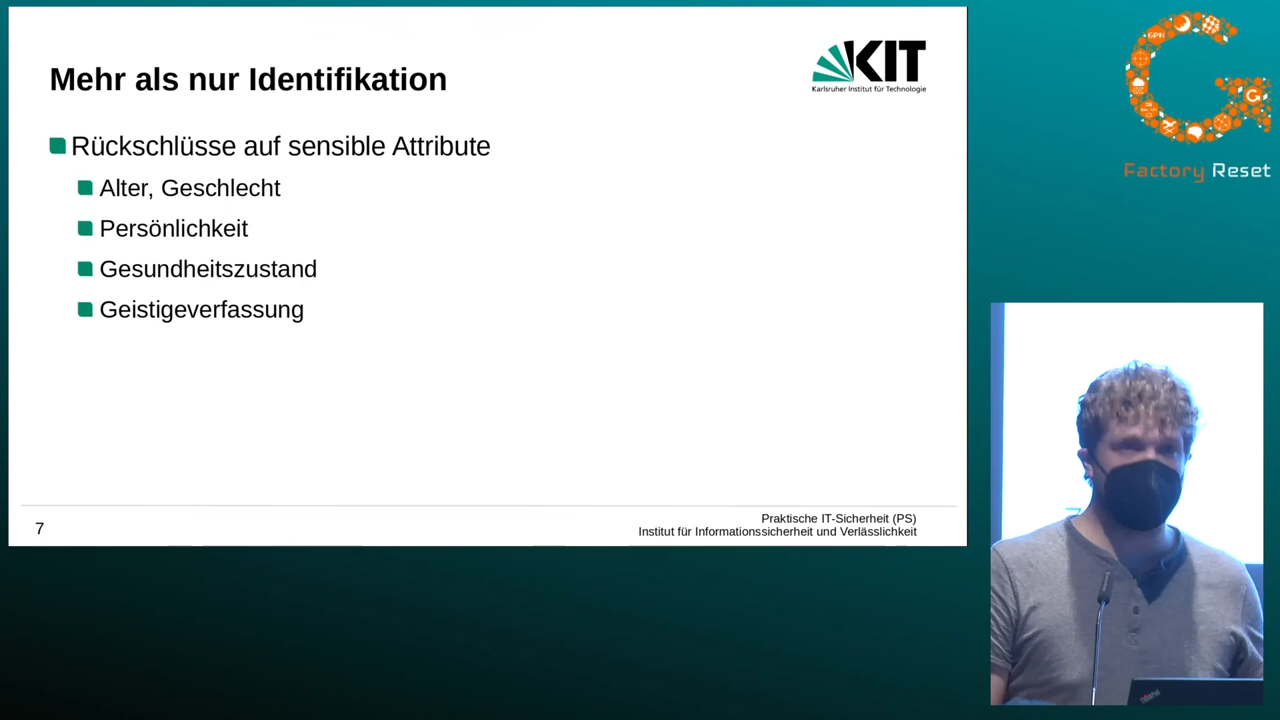 Mehr als nur Identifikation
KIT
Karlsruher Institut für Technologie
Rückschlüsse auf sensible Attribute
Alter, Geschlecht
Persönlichkeit
Gesundheitszustand
Geistigeverfassung
7
Praktische IT-Sicherheit (PS)
Institut für Informationssicherheit und Verlässlichkeit
GPN
G
Factory Reset